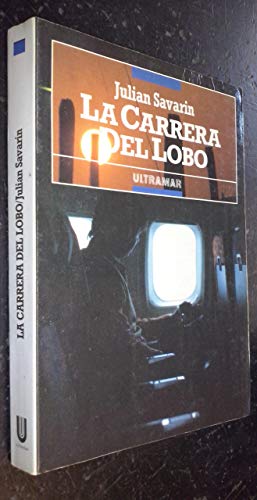 Julian Savarin
LA CARRERA
DEL LOBO
ULTRAMAR
LA CARRERA DEL LOBO/Julian Savarin
U